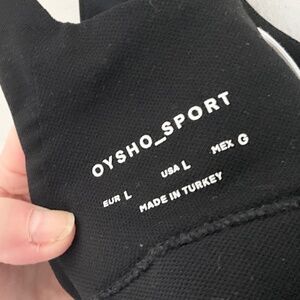 OYSHO_SPORT
EUR L USA L MEX G
MADE IN TURKEY